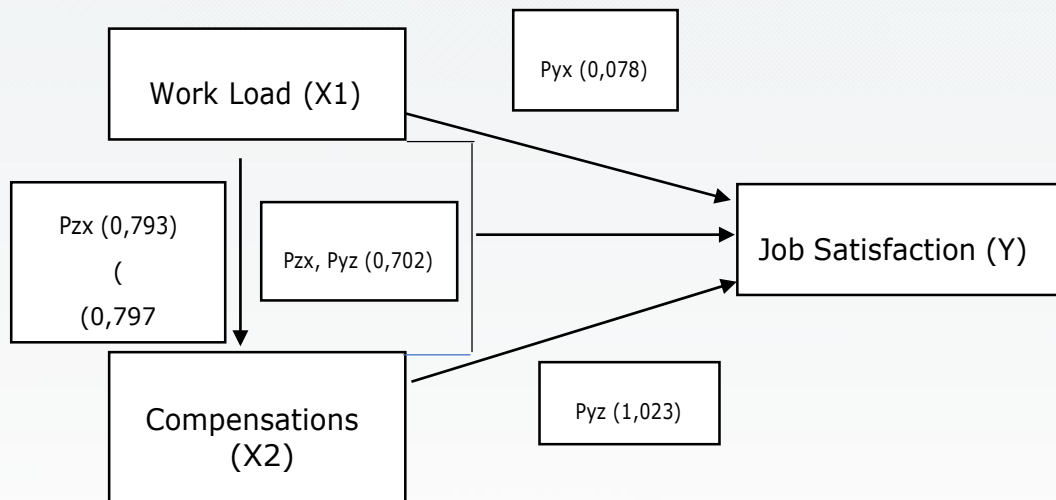 Pyx (0,078)
Work Load (X1)
Pzx (0,793)
(
(0,797
Pzx, Pyz (0,702)
Job Satisfaction (Y)
Compensations
(X2)
Pyz (1,023)